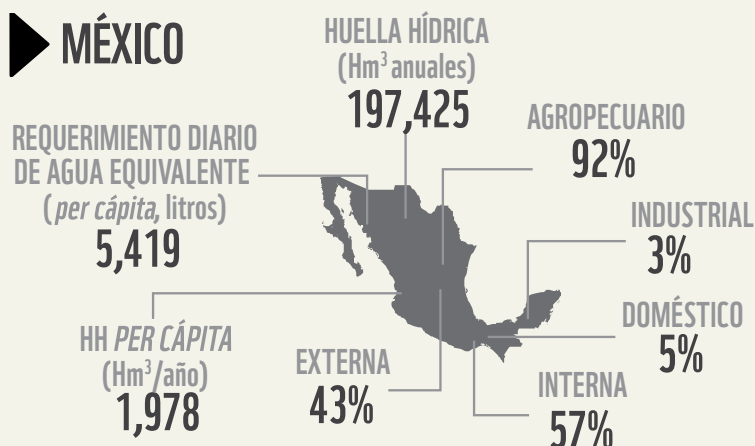 MÉXICO
HUELLA HÍDRICA
(Hm³ anuales)
197,425
REQUERIMIENTO DIARIO
DE AGUA EQUIVALENTE
(per cápita, litros)
5,419
AGROPECUARIO
92%
INDUSTRIAL
3%
DOMÉSTICO
5%
HH PER CÁPITA
(Hm³/año)
1,978
EXTERNA
43%
INTERNA
57%